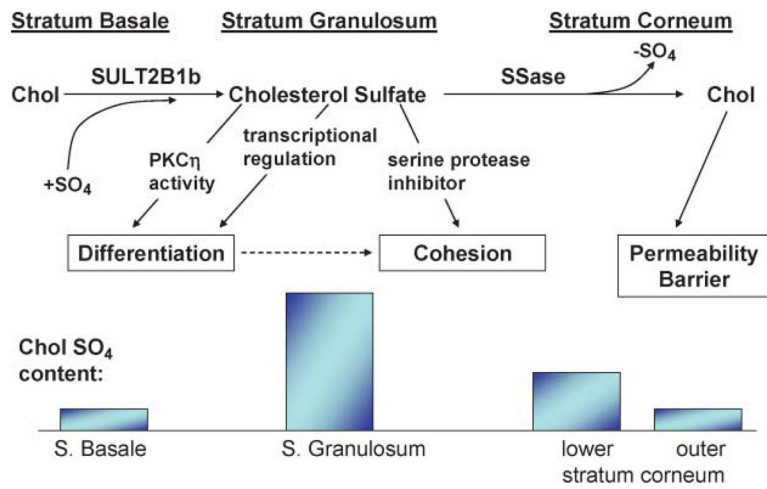 Stratum Basale Stratum Granulosum Stratum Corneum
-SO₄
SULT2B1b SSase
Chol Cholesterol Sulfate Chol
+SO₄
PKCη
activity
transcriptional
regulation
serine protease
inhibitor
Differentiation Cohesion Permeability
Barrier
Chol SO₄
content:
S. Basale S. Granulosum lower outer
stratum corneum